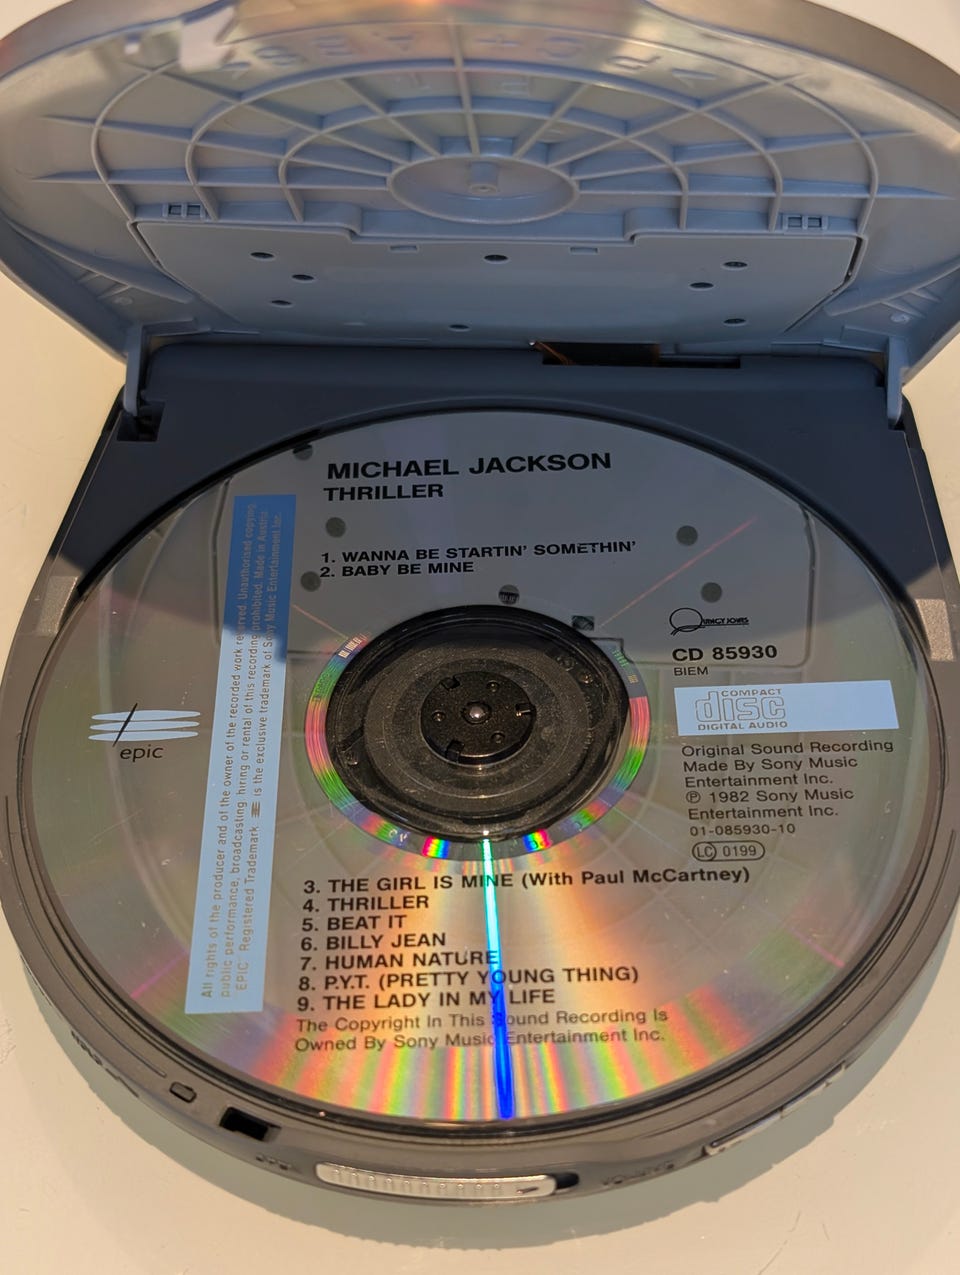 MICHAEL JACKSON
THRILLER
1. WANNA BE STARTIN' SOMETHIN'
2. BABY BE MINE
QUINCY JONES
CD 85930
BIEM
COMPACT
disc
DIGITAL AUDIO
Original Sound Recording
Made By Sony Music
Entertainment Inc.
℗ 1982 Sony Music
Entertainment Inc.
01-085930-10
LC 0199
epic
All rights of the producer and of the owner of the recorded work reserved. Unauthorised copying
public performance, broadcasting, hiring or rental of this recording prohibited. Made in Austria
EPIC Registered Trademark is the exclusive trademark of Sony Music Entertainment Inc.
3. THE GIRL IS MINE (With Paul McCartney)
4. THRILLER
5. BEAT IT
6. BILLY JEAN
7. HUMAN NATURE
8. P.Y.T. (PRETTY YOUNG THING)
9. THE LADY IN MY LIFE
The Copyright In This Sound Recording Is
Owned By Sony Music Entertainment Inc.